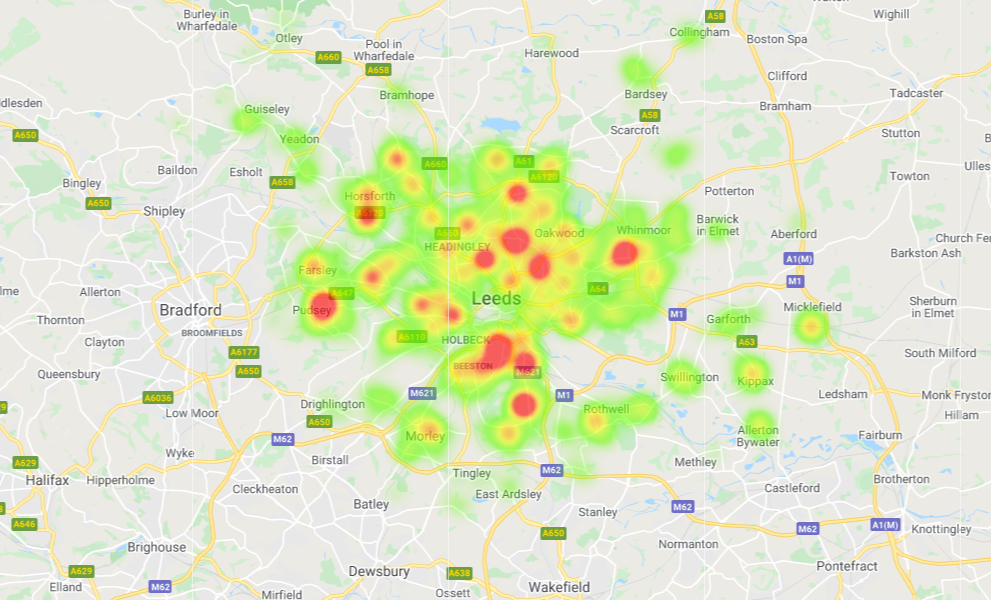 A58
Burley in
Wharfedale
Wighill
Otley
Collingham
Boston Spa
Pool in
Wharfedale
A660
A658
Harewood
Clifford
Bramhope
Bardsey
Tadcaster
Bramham
Guiseley
A58
Scarcroft
Stutton
A650
Yeadon
A660
A61
Baildon
Esholt
A6120
Towton
Bingley
A658
Potterton
Horsforth
A650
Shipley
Barwick
in Elmet
Whinmoor
Oakwood
Aberford
HEADINGLEY
Barkston Ash
A1(M)
Farsley
M1
Allerton
A647
A64
Leeds
Bradford
Pudsey
Micklefield
Sherburn
in Elmet
Thornton
M1
Garforth
BROOMFIELDS
A6110
HOLBECK
Clayton
A63
A6177
South Milford
BEESTON
Queensbury
A650
M621
Swillington
Kippax
M621
M1
Ledsham
Monk Fryston
A6036
Drighlington
Rothwell
Low Moor
A650
Hillam
Allerton
Bywater
Morley
Fairburn
M62
Wyke
Birstall
Methley
A629
Tingley
M62
Halifax
Hipperholme
Castleford
Brotherton
Cleckheaton
East Ardsley
Batley
M62
Stanley
A646
A1(M)
M62
Knottingley
A650
Normanton
Brighouse
Pontefract
Dewsbury
A629
A638
Elland
M62
Mirfield
Ossett
Wakefield